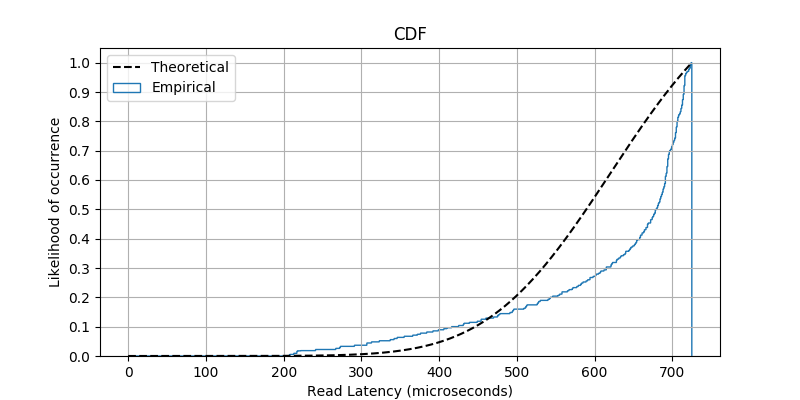 CDF
Theoretical
Empirical
Likelihood of occurrence
1.0
0.9
0.8
0.7
0.6
0.5
0.4
0.3
0.2
0.1
0.0
0 100 200 300 400 500 600 700
Read Latency (microseconds)